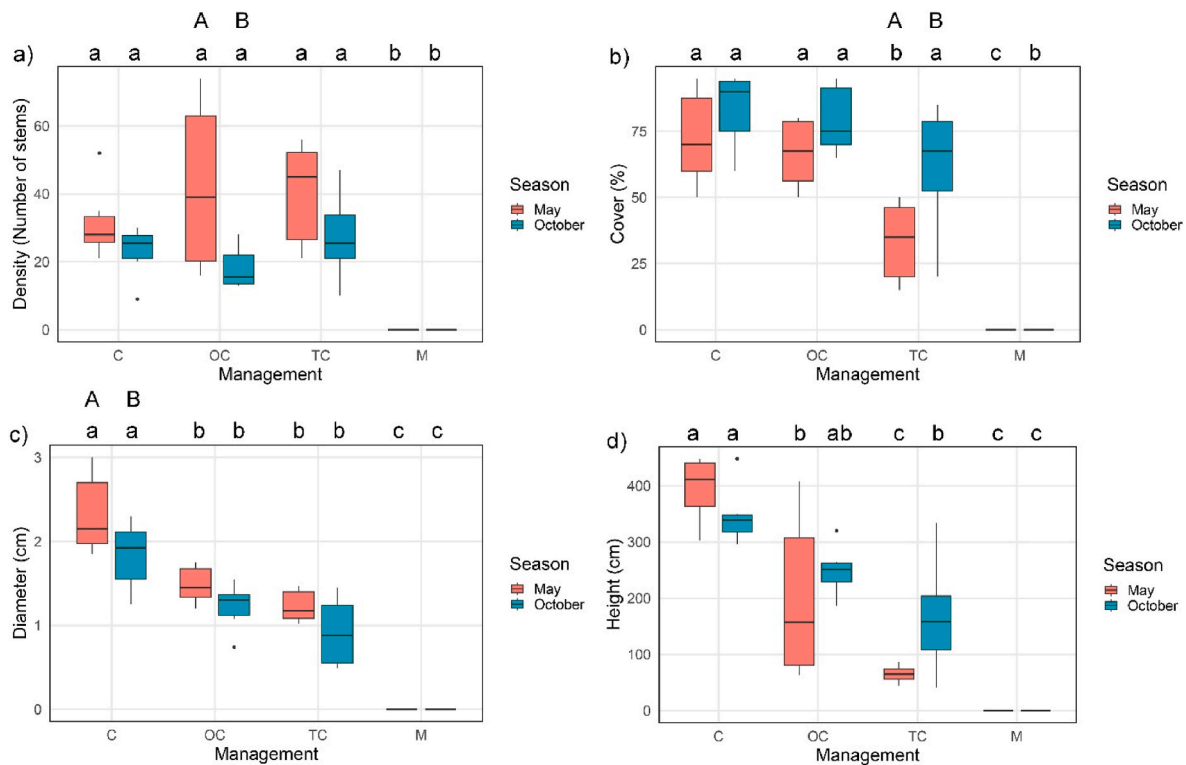 A B
a) a a a a a a b b
Density (Number of stems)
60
40
20
0
C OC TC M
Management
Season
May
October
A B
b) a a a a b a c b
Cover (%)
75
50
25
0
C OC TC M
Management
Season
May
October
A B
c) a a b b b b c c
Diameter (cm)
3
2
1
0
C OC TC M
Management
Season
May
October
d) a a b ab c b c c
Height (cm)
400
300
200
100
0
C OC TC M
Management
Season
May
October